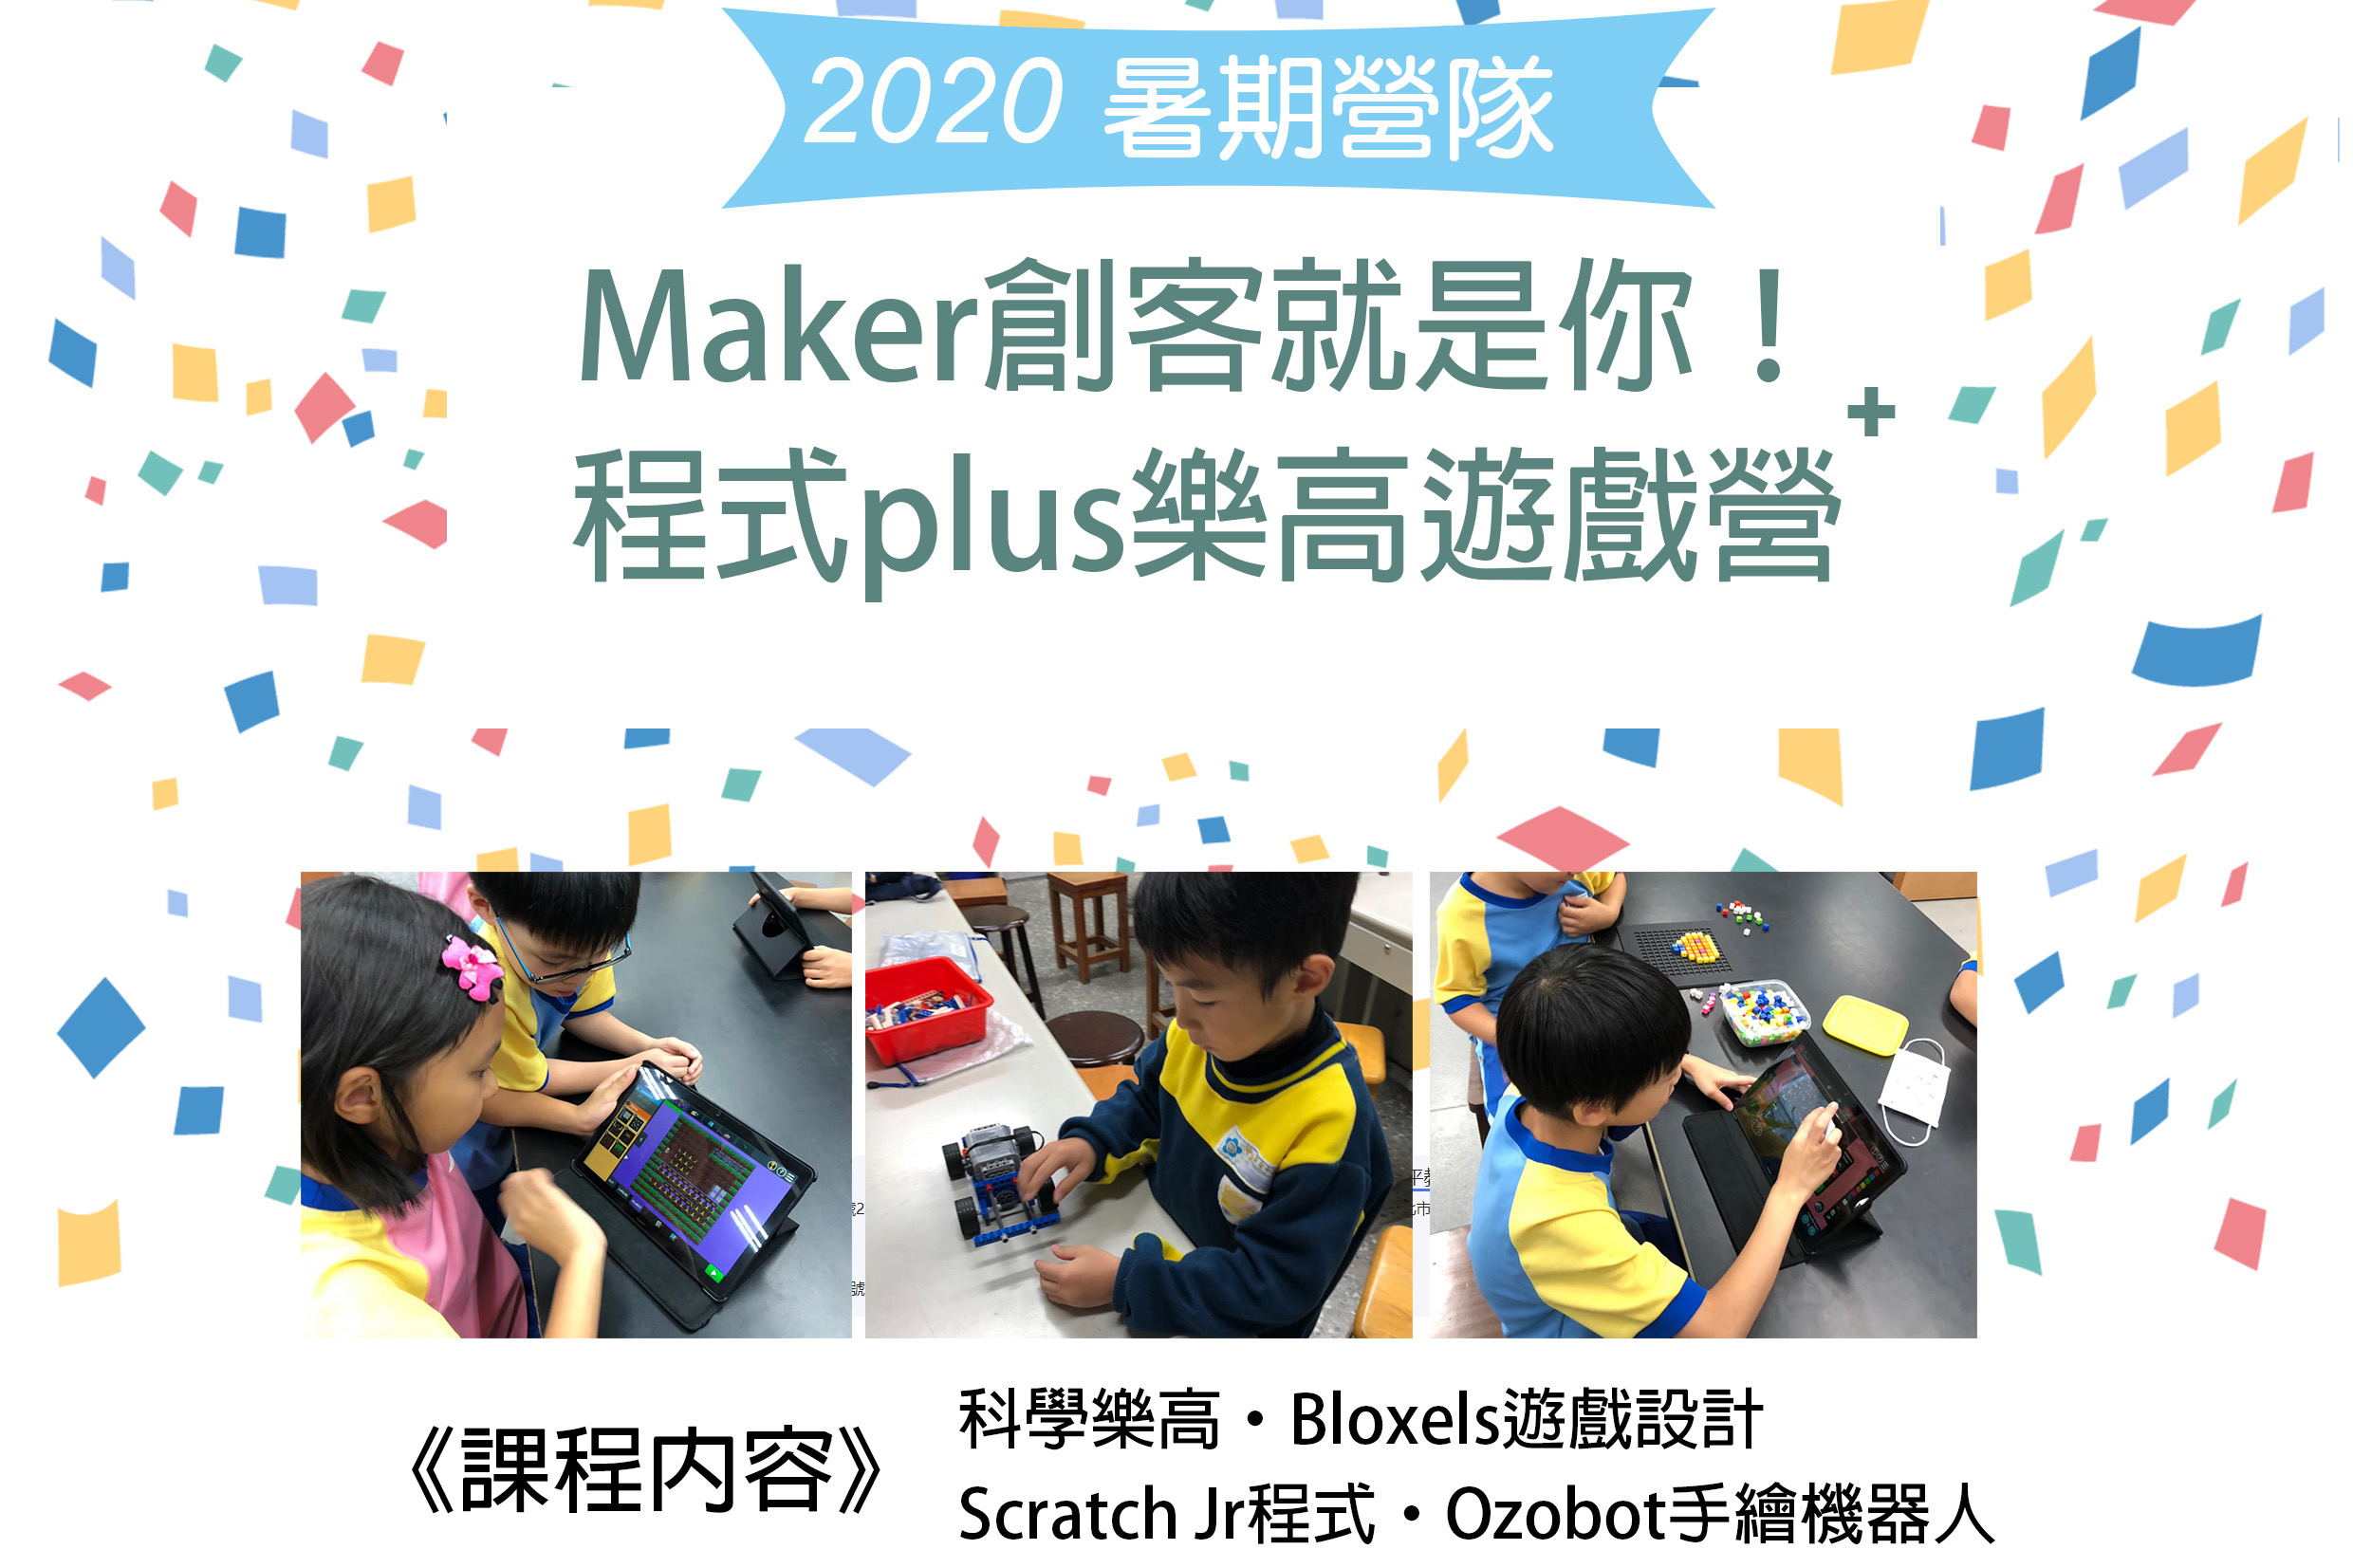 2020 暑期營隊
Maker創客就是你！
+
程式plus樂高遊戲營
《課程內容》
科學樂高・Bloxels遊戲設計
Scratch Jr程式・Ozobot手繪機器人